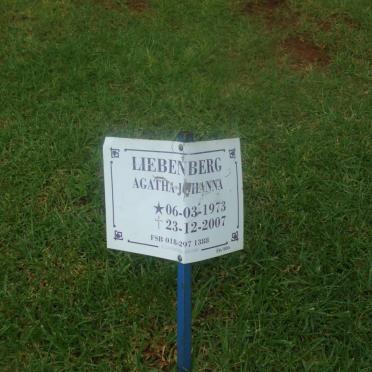 LIEBENBERG
AGATHA JOHANNA
★06-03-1973
†23-12-2007
FSB 018 297 1388